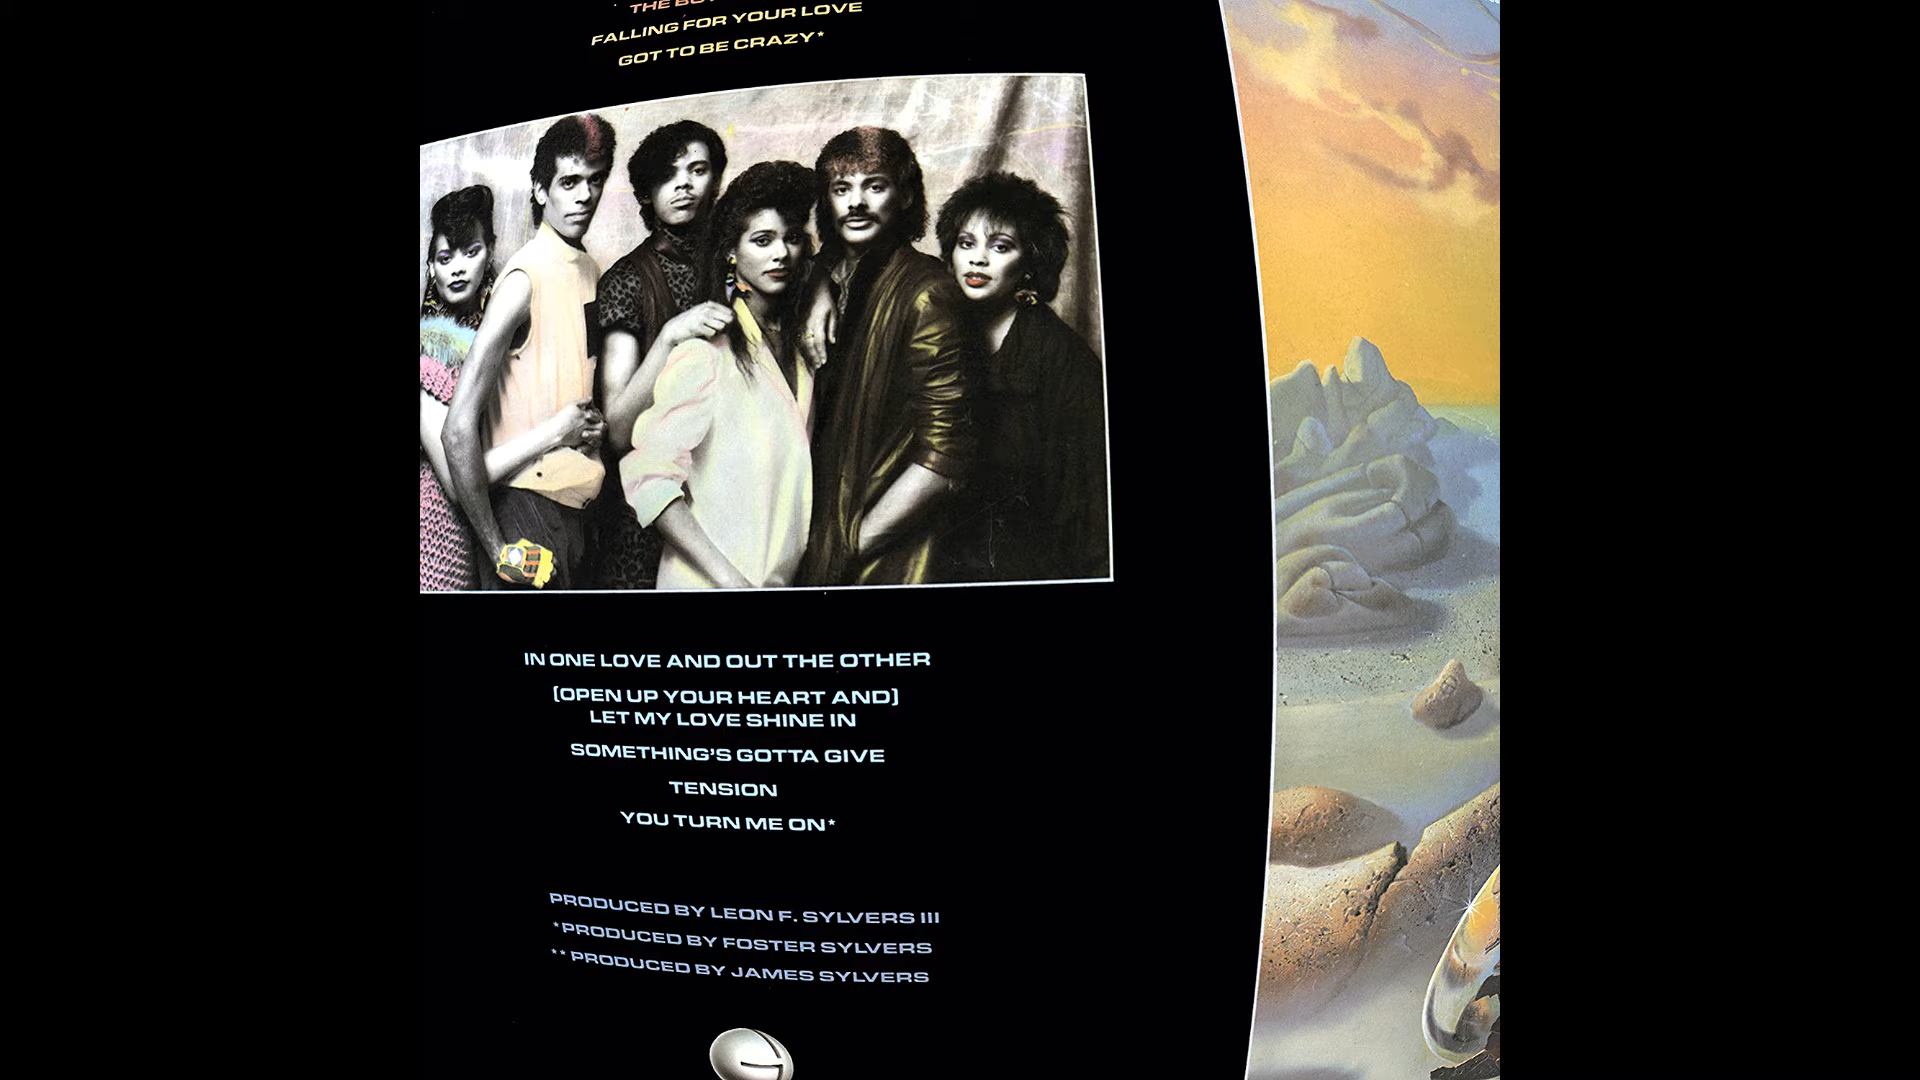 THE BO
FALLING FOR YOUR LOVE
GOT TO BE CRAZY*
IN ONE LOVE AND OUT THE OTHER
(OPEN UP YOUR HEART AND)
LET MY LOVE SHINE IN
SOMETHING'S GOTTA GIVE
TENSION
YOU TURN ME ON*
PRODUCED BY LEON F. SYLVERS III
*PRODUCED BY FOSTER SYLVERS
**PRODUCED BY JAMES SYLVERS